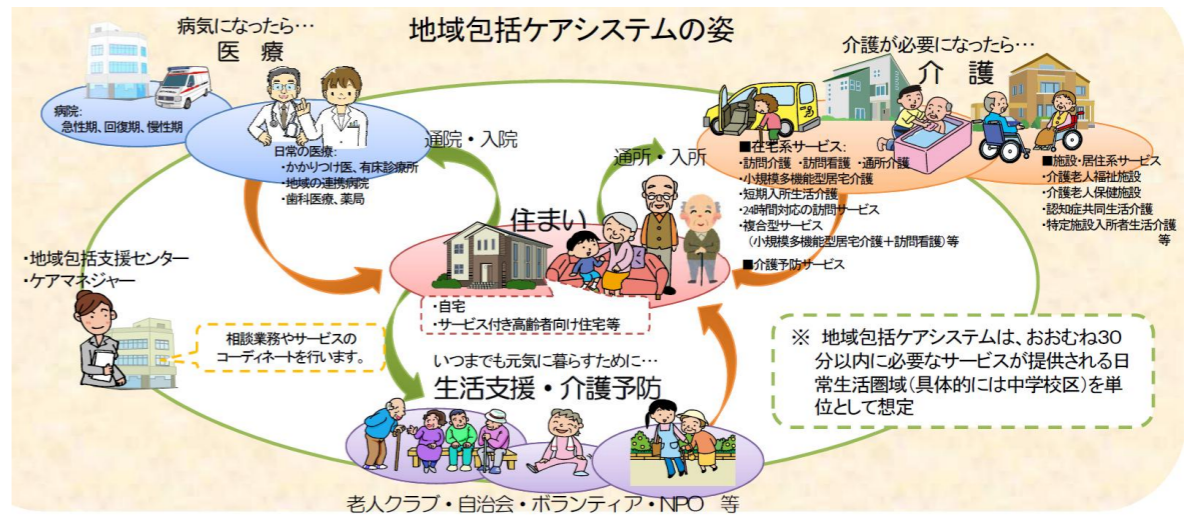 地域包括ケアシステムの姿
病気になったら…
医　療
病院:
急性期、回復期、慢性期
日常の医療:
・かかりつけ医、有床診療所
・地域の連携病院
・歯科医療、薬局
通院・入院
通所・入所
介護が必要になったら…
介　護
■在宅系サービス:
・訪問介護 ・訪問看護 ・通所介護
・小規模多機能型居宅介護
・短期入所生活介護
・24時間対応の訪問サービス
・複合型サービス
（小規模多機能型居宅介護＋訪問看護）等
■介護予防サービス
■施設・居住系サービス
・介護老人福祉施設
・介護老人保健施設
・認知症共同生活介護
・特定施設入所者生活介護
等
住まい
・自宅
・サービス付き高齢者向け住宅等
・地域包括支援センター
・ケアマネジャー
相談業務やサービスの
コーディネートを行います。
いつまでも元気に暮らすために…
生活支援・介護予防
老人クラブ・自治会・ボランティア・NPO　等
※　地域包括ケアシステムは、おおむね30
分以内に必要なサービスが提供される日
常生活圏域（具体的には中学校区）を単
位として想定